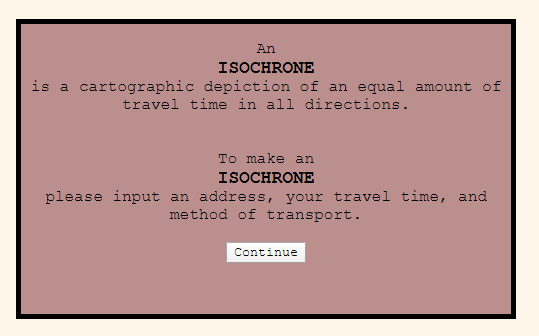 An
ISOCHRONE
is a cartographic depiction of an equal amount of
travel time in all directions.
To make an
ISOCHRONE
please input an address, your travel time, and
method of transport.
Continue